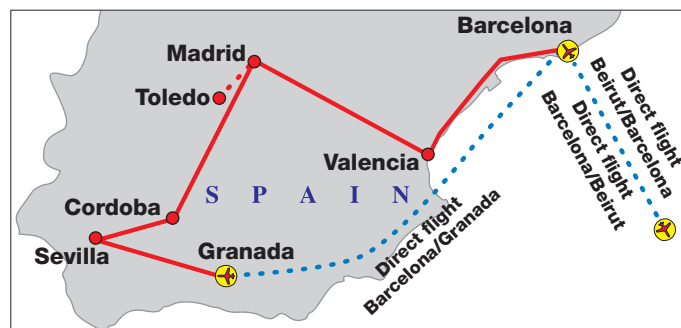 Barcelona
Madrid
Toledo
Direct flight
Beirut/Barcelona
Direct flight
Barcelona/Beirut
Valencia
SPAIN
Cordoba
Sevilla
Granada
Direct flight
Barcelona/Granada